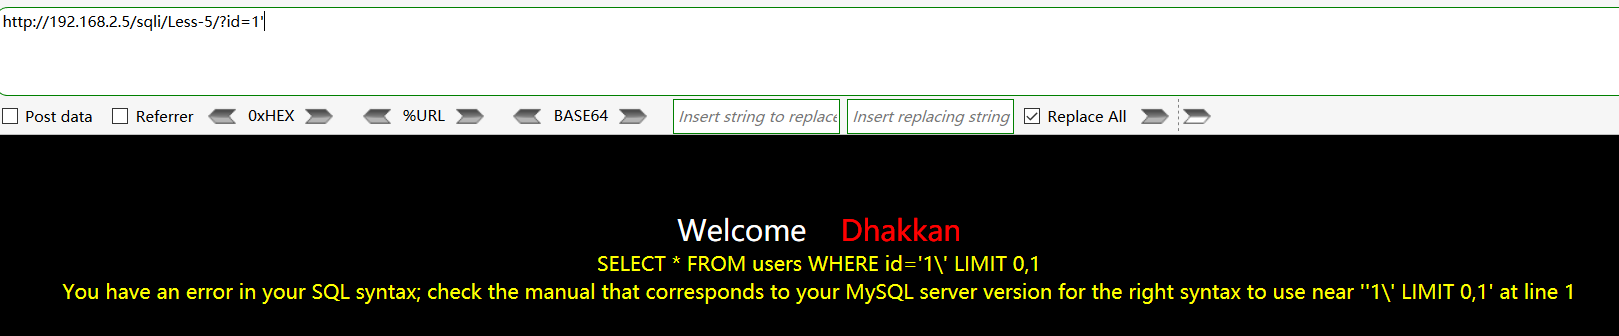 http://192.168.2.5/sqli/Less-5/?id=1'
Post data Referrer 0xHEX %URL BASE64 Insert string to replace Insert replacing string Replace All
Welcome Dhakkan
SELECT * FROM users WHERE id='1\' LIMIT 0,1
You have an error in your SQL syntax; check the manual that corresponds to your MySQL server version for the right syntax to use near ''1\' LIMIT 0,1' at line 1